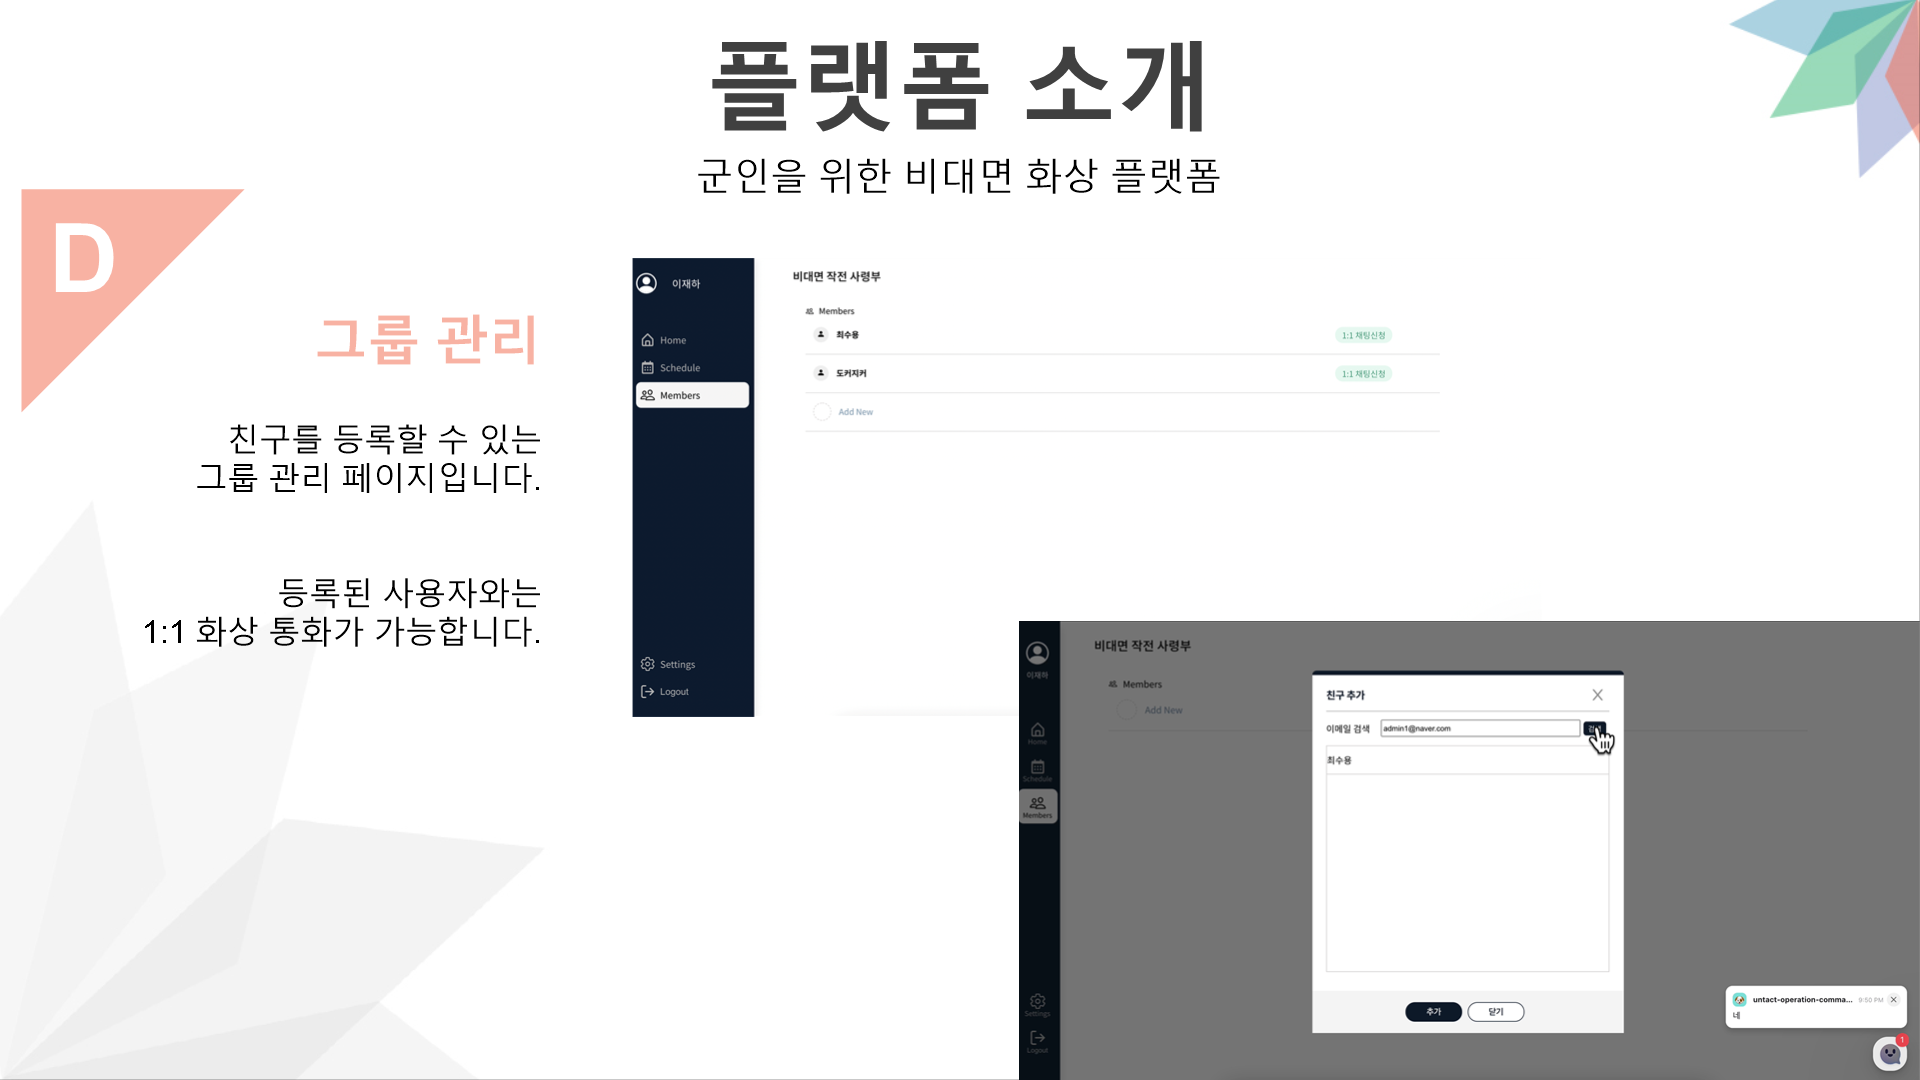 플랫폼 소개
군인을 위한 비대면 화상 플랫폼
D
그룹 관리
친구를 등록할 수 있는
그룹 관리 페이지입니다.
등록된 사용자와는
1:1 화상 통화가 가능합니다.
이재하
Home
Schedule
Members
Settings
Logout
비대면 작전 사령부
Members
최수용
1:1 채팅신청
도커지커
1:1 채팅신청
Add New
이재하
Home
Schedule
Members
Settings
Logout
비대면 작전 사령부
Members
Add New
친구 추가
이메일 검색
admin1@naver.com
최수용
추가
닫기
untact-operation-comma...
9:50 PM
네
1